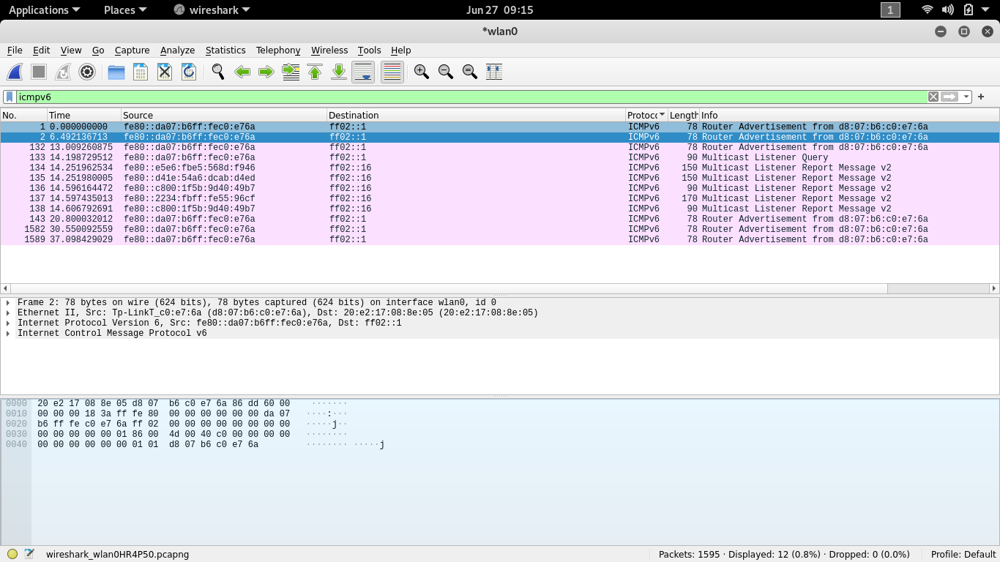 Applications Places wireshark Jun 27 09:15 1
*wlan0
File Edit View Go Capture Analyze Statistics Telephony Wireless Tools Help
icmpv6
No. Time Source Destination Protoc Length Info
1 0.000000000 fe80::da07:b6ff:fec0:e76a ff02::1 ICMPv6 78 Router Advertisement from d8:07:b6:c0:e7:6a
2 6.492136713 fe80::da07:b6ff:fec0:e76a ff02::1 ICMPv6 78 Router Advertisement from d8:07:b6:c0:e7:6a
132 13.009260875 fe80::da07:b6ff:fec0:e76a ff02::1 ICMPv6 78 Router Advertisement from d8:07:b6:c0:e7:6a
133 14.198729512 fe80::da07:b6ff:fec0:e76a ff02::1 ICMPv6 90 Multicast Listener Query
134 14.251962534 fe80::e5e6:fbe5:568d:f946 ff02::16 ICMPv6 150 Multicast Listener Report Message v2
135 14.251980005 fe80::d41e:54a6:dcab:d4ed ff02::16 ICMPv6 150 Multicast Listener Report Message v2
136 14.596164472 fe80::c800:1f5b:9d40:49b7 ff02::16 ICMPv6 90 Multicast Listener Report Message v2
137 14.597435013 fe80::2234:fbff:fe55:96cf ff02::16 ICMPv6 170 Multicast Listener Report Message v2
138 14.606792691 fe80::c800:1f5b:9d40:49b7 ff02::16 ICMPv6 90 Multicast Listener Report Message v2
143 20.800032012 fe80::da07:b6ff:fec0:e76a ff02::1 ICMPv6 78 Router Advertisement from d8:07:b6:c0:e7:6a
1582 30.550092559 fe80::da07:b6ff:fec0:e76a ff02::1 ICMPv6 78 Router Advertisement from d8:07:b6:c0:e7:6a
1589 37.098429029 fe80::da07:b6ff:fec0:e76a ff02::1 ICMPv6 78 Router Advertisement from d8:07:b6:c0:e7:6a
Frame 2: 78 bytes on wire (624 bits), 78 bytes captured (624 bits) on interface wlan0, id 0
Ethernet II, Src: Tp-LinkT_c0:e7:6a (d8:07:b6:c0:e7:6a), Dst: 20:e2:17:08:8e:05 (20:e2:17:08:8e:05)
Internet Protocol Version 6, Src: fe80::da07:b6ff:fec0:e76a, Dst: ff02::1
Internet Control Message Protocol v6
0000 20 e2 17 08 8e 05 d8 07 b6 c0 e7 6a 86 dd 60 00 ·······
0010 00 00 00 18 3a ff fe 80 00 00 00 00 00 00 da 07 ····:···
0020 b6 ff fe c0 e7 6a ff 02 00 00 00 00 00 00 00 00 ·····j··
0030 00 00 00 00 00 01 86 00 4d 00 40 c0 00 00 00 00 ········
0040 00 00 00 00 00 00 01 01 d8 07 b6 c0 e7 6a ········ ·····j
wireshark_wlan0HR4P50.pcapng Packets: 1595 · Displayed: 12 (0.8%) · Dropped: 0 (0.0%) Profile: Default